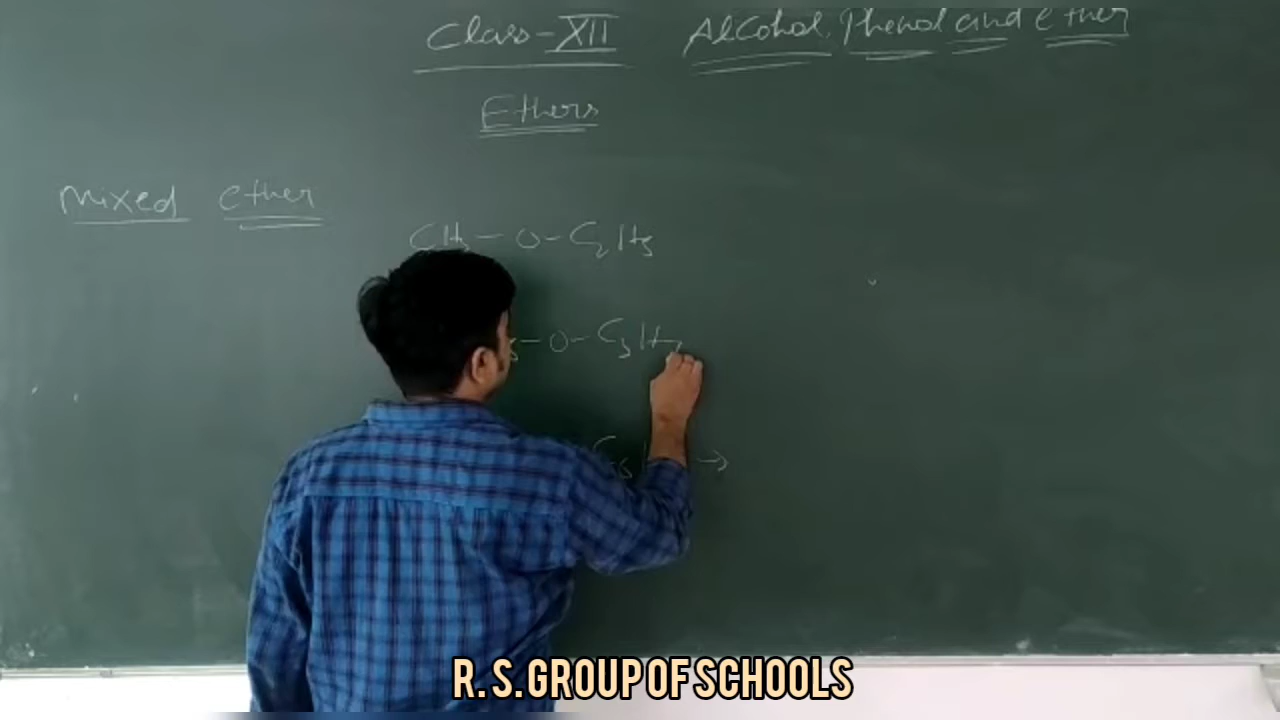 Class-XII Alcohol, Phenol and ether
Ethers
Mixed ether
CH3 - O - C2H5
- O - C3H7
→
R. S. GROUP OF SCHOOLS